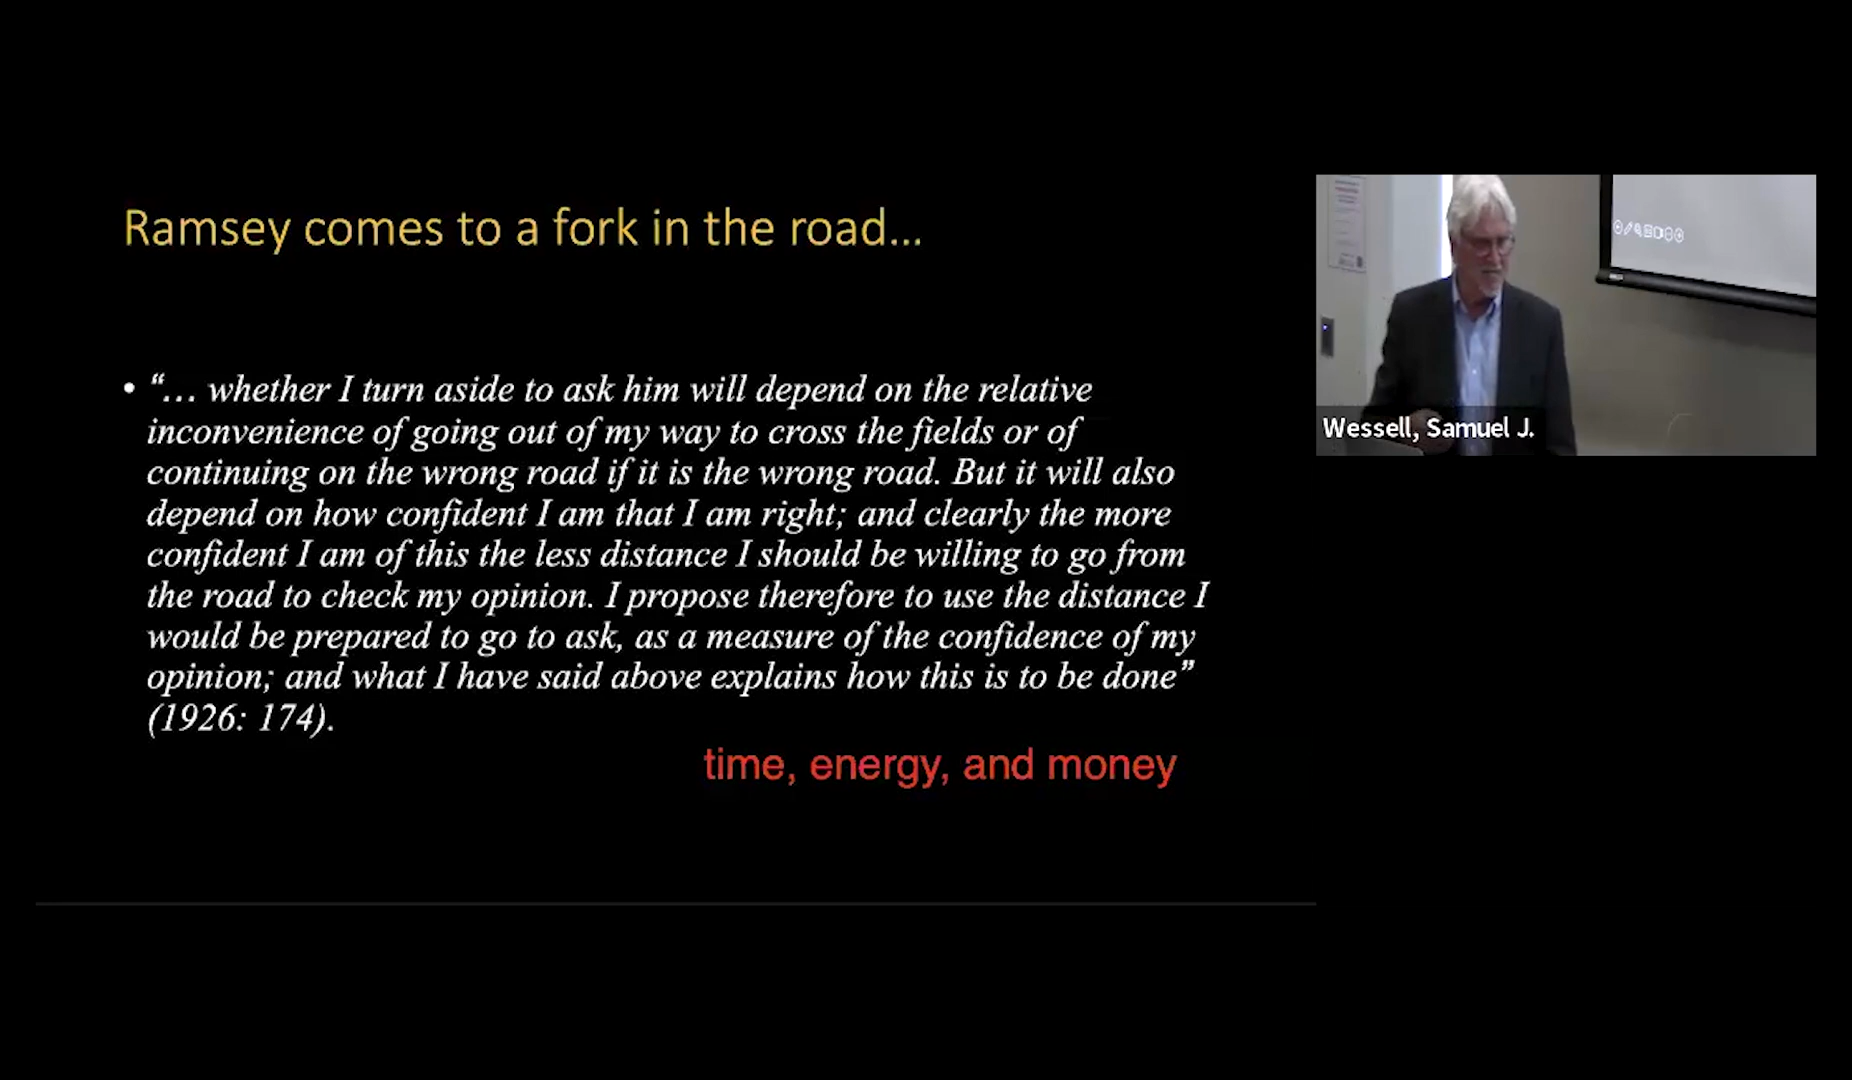 Ramsey comes to a fork in the road...
• “… whether I turn aside to ask him will depend on the relative
inconvenience of going out of my way to cross the fields or of
continuing on the wrong road if it is the wrong road. But it will also
depend on how confident I am that I am right; and clearly the more
confident I am of this the less distance I should be willing to go from
the road to check my opinion. I propose therefore to use the distance I
would be prepared to go to ask, as a measure of the confidence of my
opinion; and what I have said above explains how this is to be done”
(1926: 174).
time, energy, and money
Wessell, Samuel J.